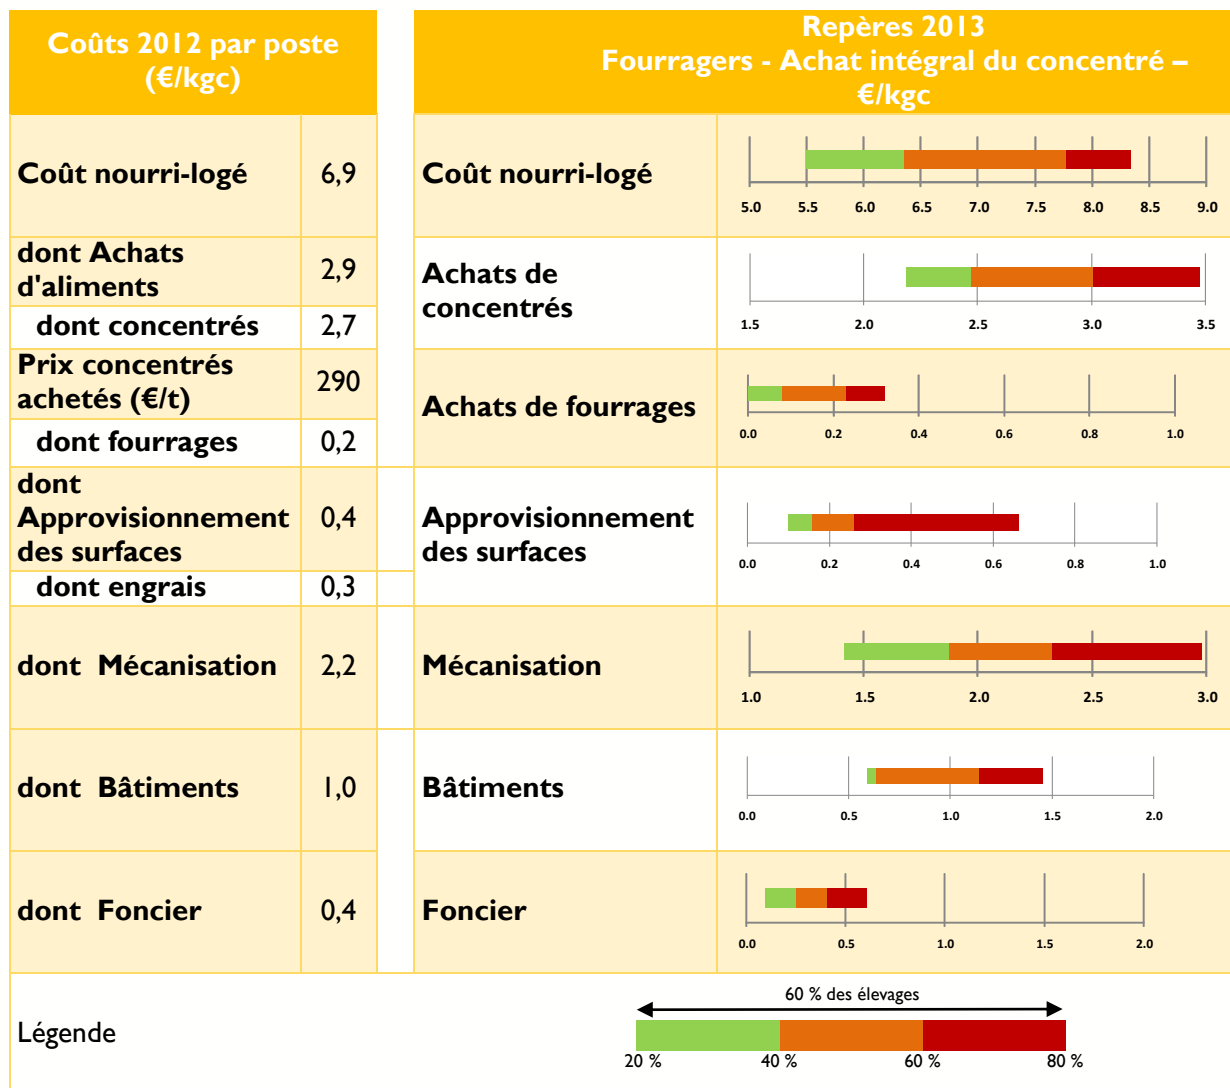 Coûts 2012 par poste
(€/kgc)
Repères 2013
Fourragers - Achat intégral du concentré –
€/kgc
Coût nourri-logé
6,9
Coût nourri-logé
5.0 5.5 6.0 6.5 7.0 7.5 8.0 8.5 9.0
dont Achats
d'aliments
2,9
dont concentrés
2,7
Achats de
concentrés
1.5 2.0 2.5 3.0 3.5
Prix concentrés
achetés (€/t)
290
dont fourrages
0,2
Achats de fourrages
0.0 0.2 0.4 0.6 0.8 1.0
dont
Approvisionnement
des surfaces
0,4
dont engrais
0,3
Approvisionnement
des surfaces
0.0 0.2 0.4 0.6 0.8 1.0
dont Mécanisation
2,2
Mécanisation
1.0 1.5 2.0 2.5 3.0
dont Bâtiments
1,0
Bâtiments
0.0 0.5 1.0 1.5 2.0
dont Foncier
0,4
Foncier
0.0 0.5 1.0 1.5 2.0
Légende
60 % des élevages
20 % 40 % 60 % 80 %